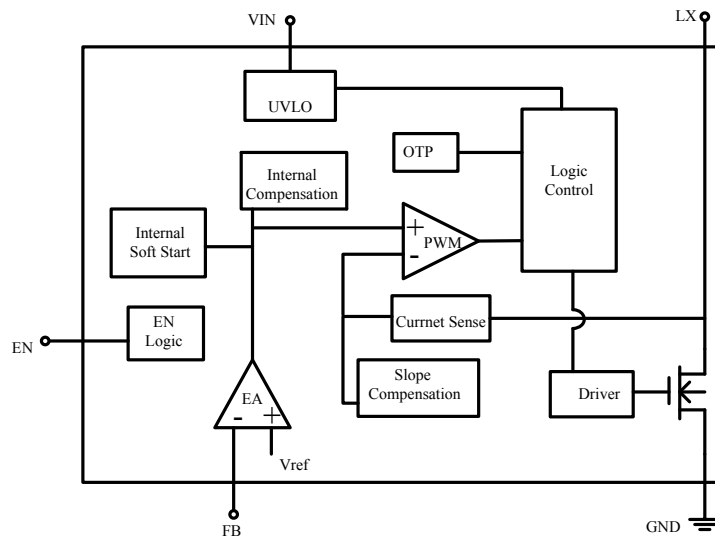 VIN
LX
UVLO
OTP
Logic
Control
Internal
Compensation
Internal
Soft Start
+
PWM
-
EN
Logic
EN
Currnet Sense
Slope
Compensation
EA
-
+
Driver
Vref
FB
GND